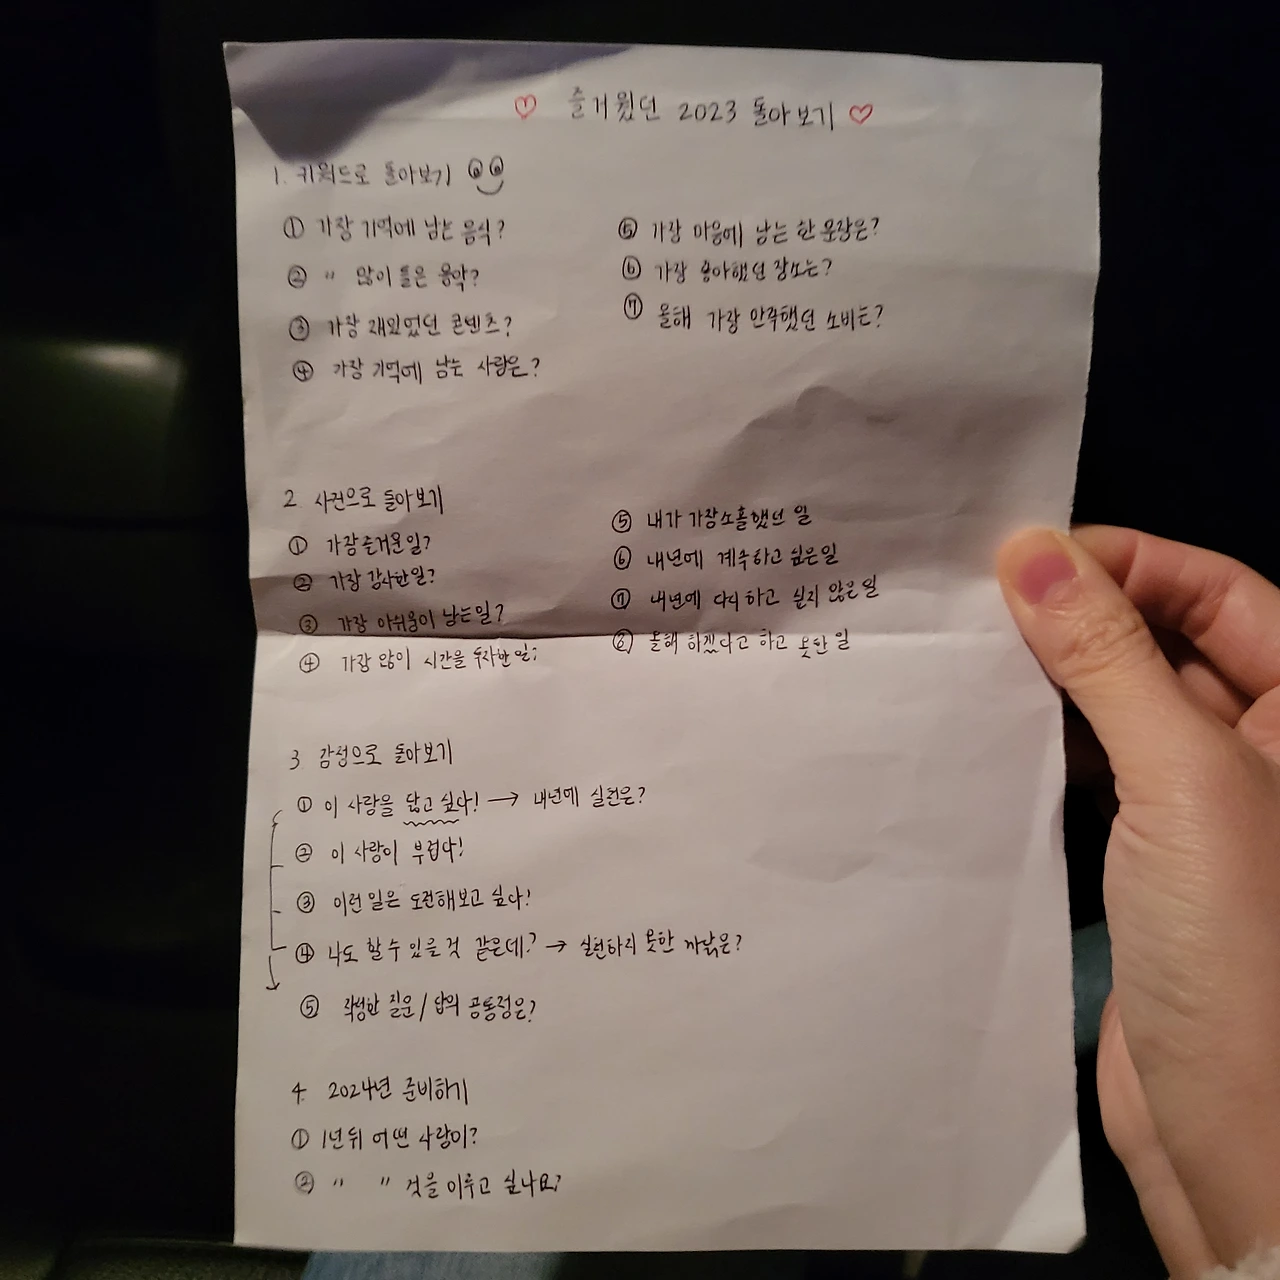 ♡ 즐거웠던 2023 돌아보기 ♡
1. 키워드로 돌아보기
① 가장 기억에 남는 음식?
② 〃 많이 들은 음악?
③ 가장 재밌었던 콘텐츠?
④ 가장 기억에 남는 사람은?
⑤ 가장 마음에 남는 한 문장은?
⑥ 가장 좋아했던 장소는?
⑦ 올해 가장 만족했던 소비는?
2 사건으로 돌아보기
① 가장 즐거운 일?
② 가장 감사한 일?
③ 가장 아쉬움이 남는 일?
④ 가장 많이 시간을 투자한 일?
⑤ 내가 가장 소홀했던 일
⑥ 내년에 계속하고 싶은 일
⑦ 내년에 다시 하고 싶지 않은 일
⑧ 올해 하겠다고 하고 못한 일
3. 감성으로 돌아보기
① 이 사람을 닮고 싶다! → 내년에 실천은?
② 이 사람이 부럽다!
③ 이런 일은 도전해보고 싶다!
④ 나도 할 수 있을 것 같은데? → 실현하지 못한 까닭은?
⑤ 작성한 질문 / 답의 공통점은?
4. 2024년 준비하기
① 1년 뒤 어떤 사람이?
② 〃 〃 것을 이루고 싶나요?